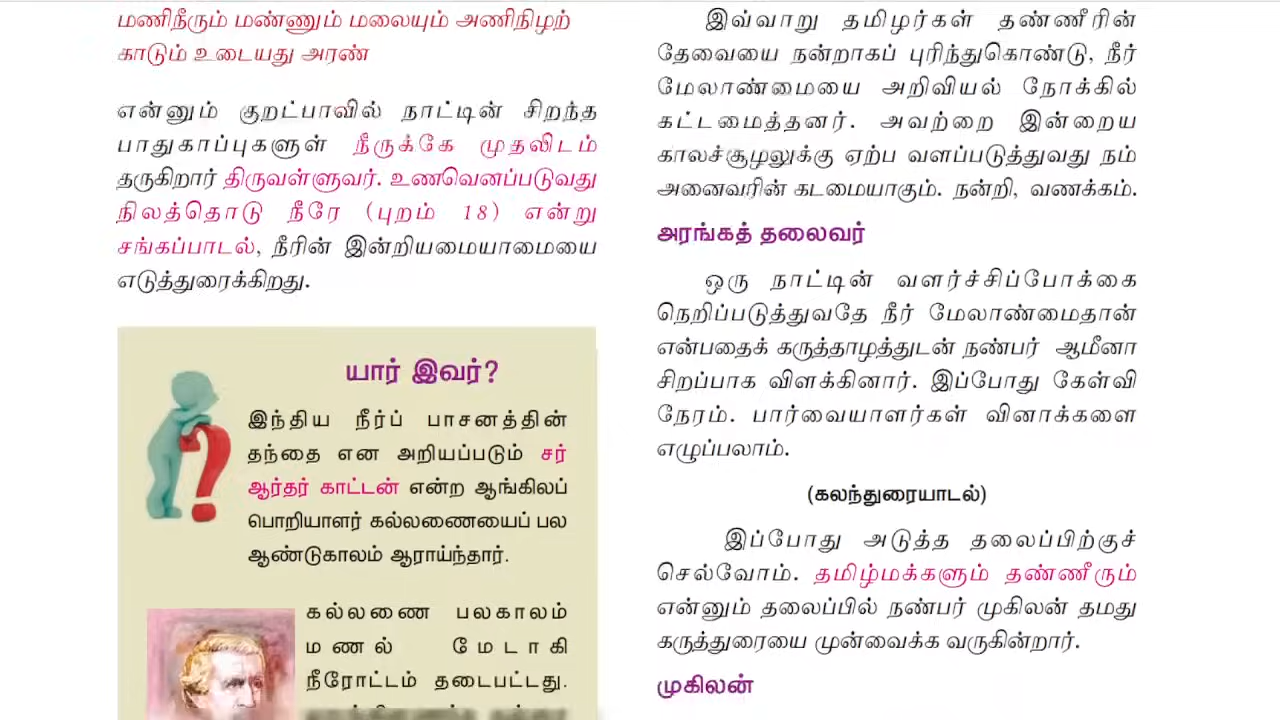 மணிநீரும் மண்ணும் மலையும் அணிநிழற்
காடும் உடையது அரண்
என்னும் குறட்பாவில் நாட்டின் சிறந்த
பாதுகாப்புகளுள் நீருக்கே முதலிடம்
தருகிறார் திருவள்ளுவர். உணவெனப்படுவது
நிலத்தொடு நீரே (புறம் 18) என்று
சங்கப்பாடல், நீரின் இன்றியமையாமையை
எடுத்துரைக்கிறது.
யார் இவர்?
இந்திய நீர்ப் பாசனத்தின்
தந்தை என அறியப்படும் சர்
ஆர்தர் காட்டன் என்ற ஆங்கிலப்
பொறியாளர் கல்லணையைப் பல
ஆண்டுகாலம் ஆராய்ந்தார்.
கல்லணை பலகாலம்
மணல் மேடாகி
நீரோட்டம் தடைபட்டது.
இவ்வாறு தமிழர்கள் தண்ணீரின்
தேவையை நன்றாகப் புரிந்துகொண்டு, நீர்
மேலாண்மையை அறிவியல் நோக்கில்
கட்டமைத்தனர். அவற்றை இன்றைய
காலச்சூழலுக்கு ஏற்ப வளப்படுத்துவது நம்
அனைவரின் கடமையாகும். நன்றி, வணக்கம்.
அரங்கத் தலைவர்
ஒரு நாட்டின் வளர்ச்சிப்போக்கை
நெறிப்படுத்துவதே நீர் மேலாண்மைதான்
என்பதைக் கருத்தாழத்துடன் நண்பர் ஆமீனா
சிறப்பாக விளக்கினார். இப்போது கேள்வி
நேரம். பார்வையாளர்கள் வினாக்களை
எழுப்பலாம்.
(கலந்துரையாடல்)
இப்போது அடுத்த தலைப்பிற்குச்
செல்வோம். தமிழ்மக்களும் தண்ணீரும்
என்னும் தலைப்பில் நண்பர் முகிலன் தமது
கருத்துரையை முன்வைக்க வருகின்றார்.
முகிலன்